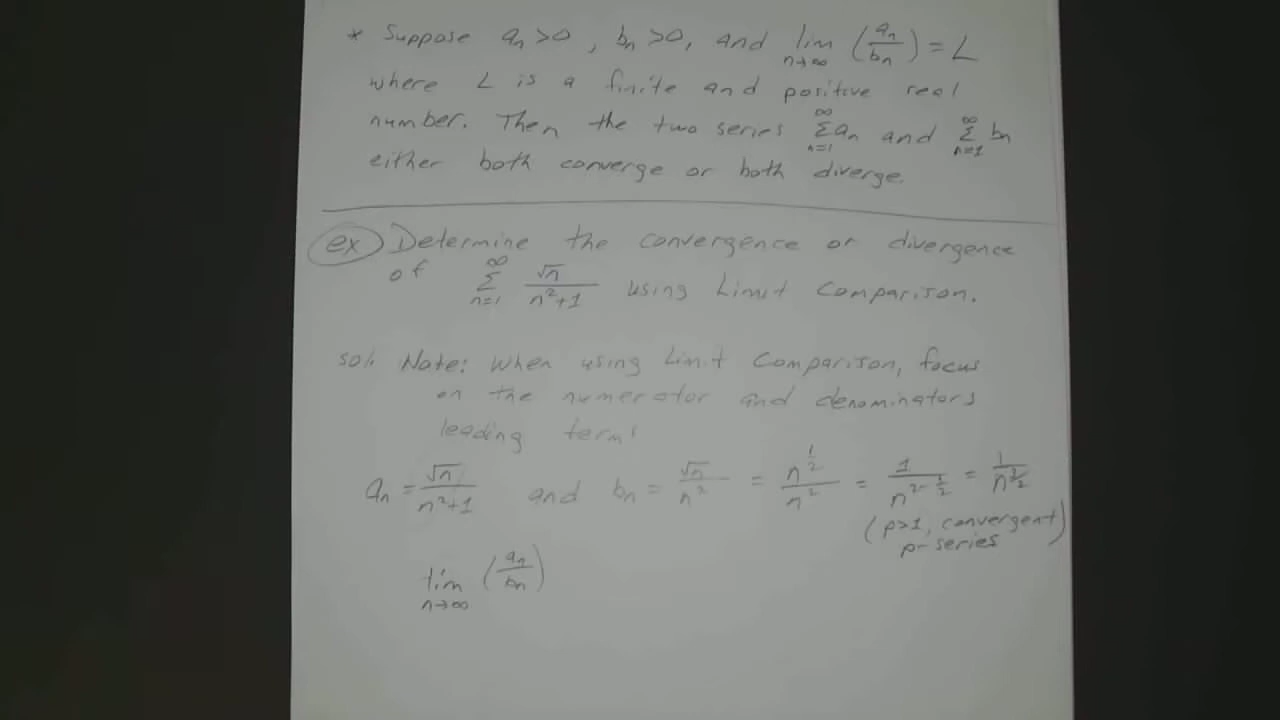 * Suppose aₙ>0, bₙ>0, and lim n→∞ (aₙ/bₙ) = L
where L is a finite and positive real
number. Then the two series ∞ Σ n=1 aₙ and ∞ Σ n=1 bₙ
either both converge or both diverge.
ex) Determine the convergence or divergence
of ∞ Σ n=1 √n/(n²+1) using Limit Comparison.
sol. Note: When using Limit Comparison, focus
on the numerator and denominators
leading terms
aₙ = √n/(n²+1) and bₙ = √n/n² = n^(1/2)/n² = 1/n^(2-1/2) = 1/n^(3/2)
(p>1, convergent)
p-series
lim n→∞ (aₙ/bₙ)